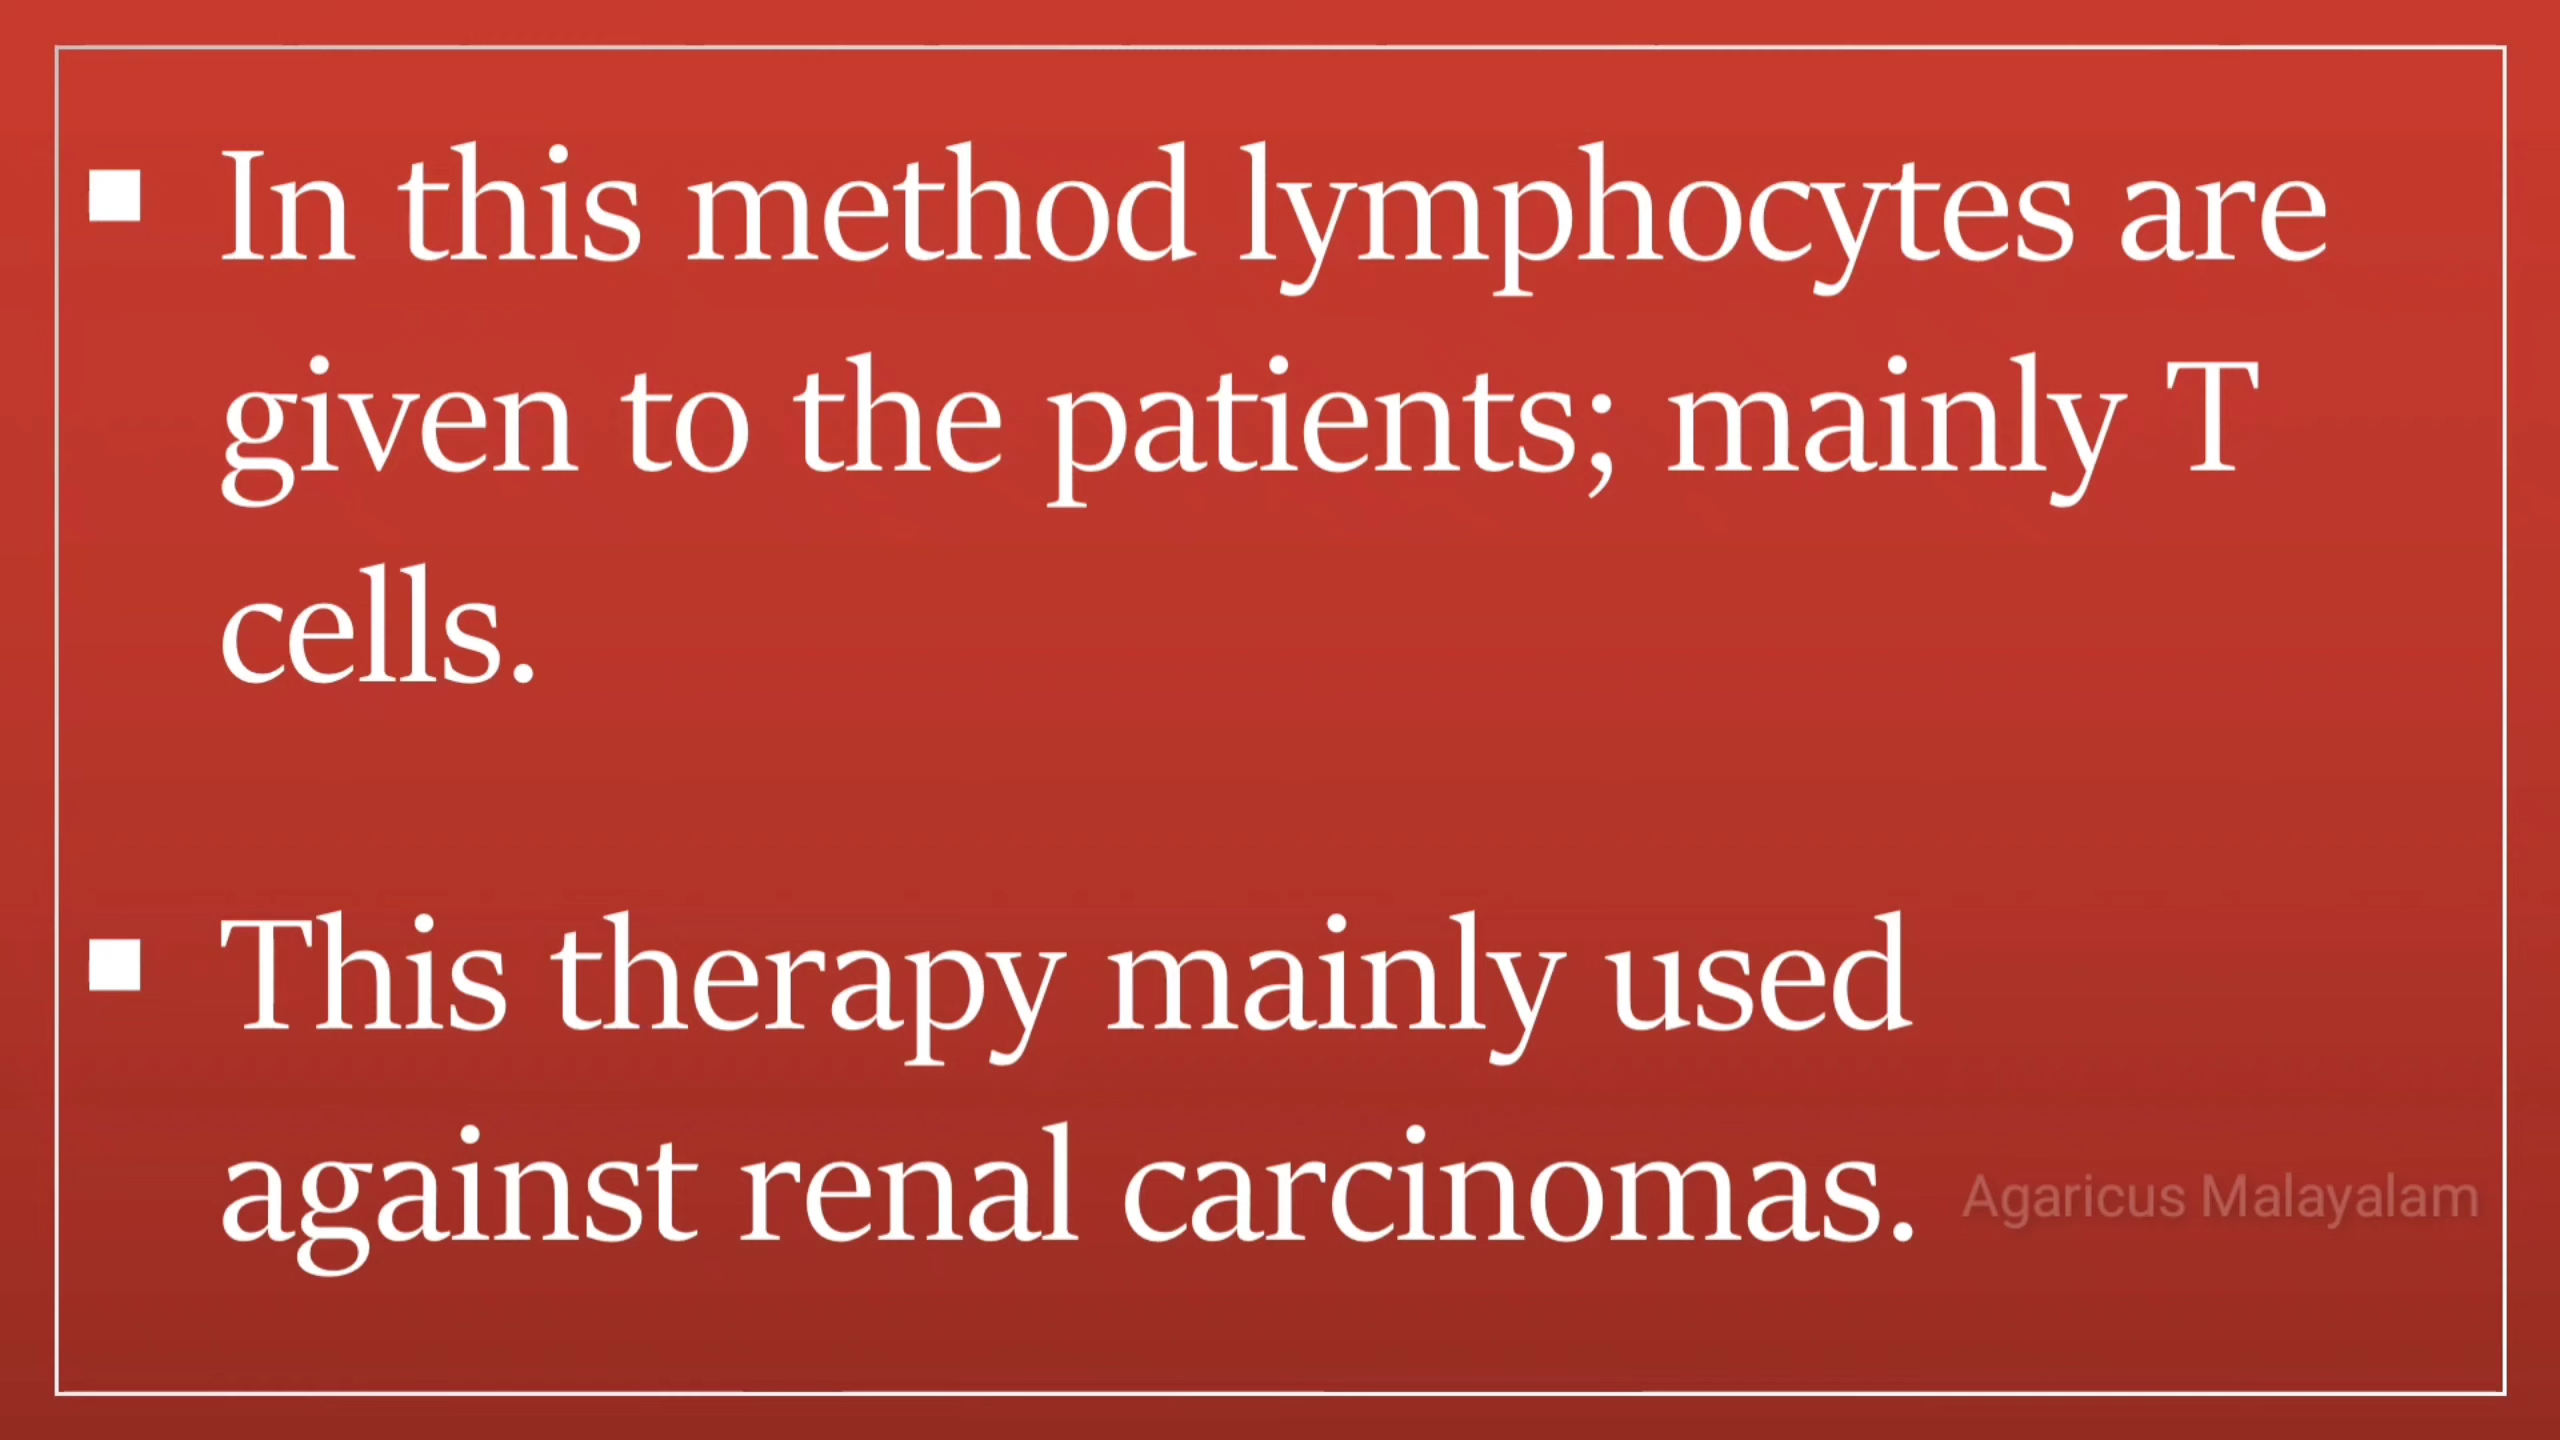 ▪ In this method lymphocytes are
given to the patients; mainly T
cells.
▪ This therapy mainly used
against renal carcinomas.
Agaricus Malayalam